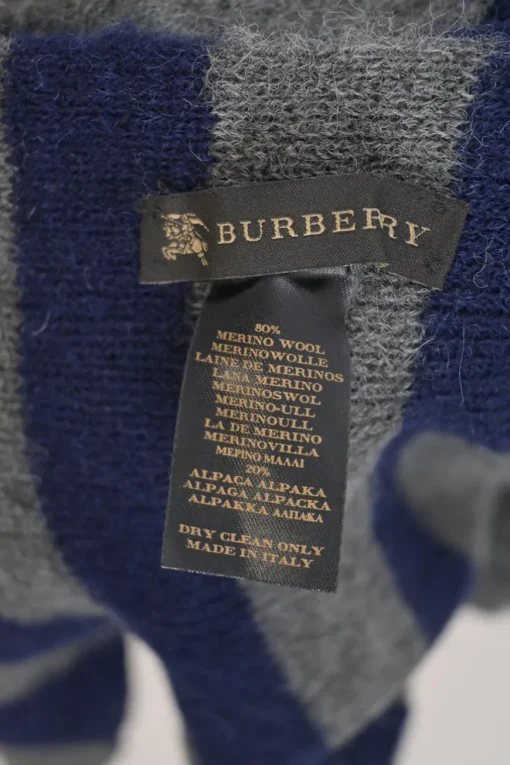 BURBERRY
80%
MERINO WOOL
MERINOWOLLE
LAINE DE MERINOS
LANA MERINO
MERINOSWOL
MERINO-ULL
MERINOULL
LA DE MERINO
MERINOVILLA
ΜΕΡΙΝΟ ΜΑΛΛΙ
20%
ALPACA ALPAKA
ALPAGA ALPACKA
ALPAKKA ΑΛΠΑΚΑ
DRY CLEAN ONLY
MADE IN ITALY